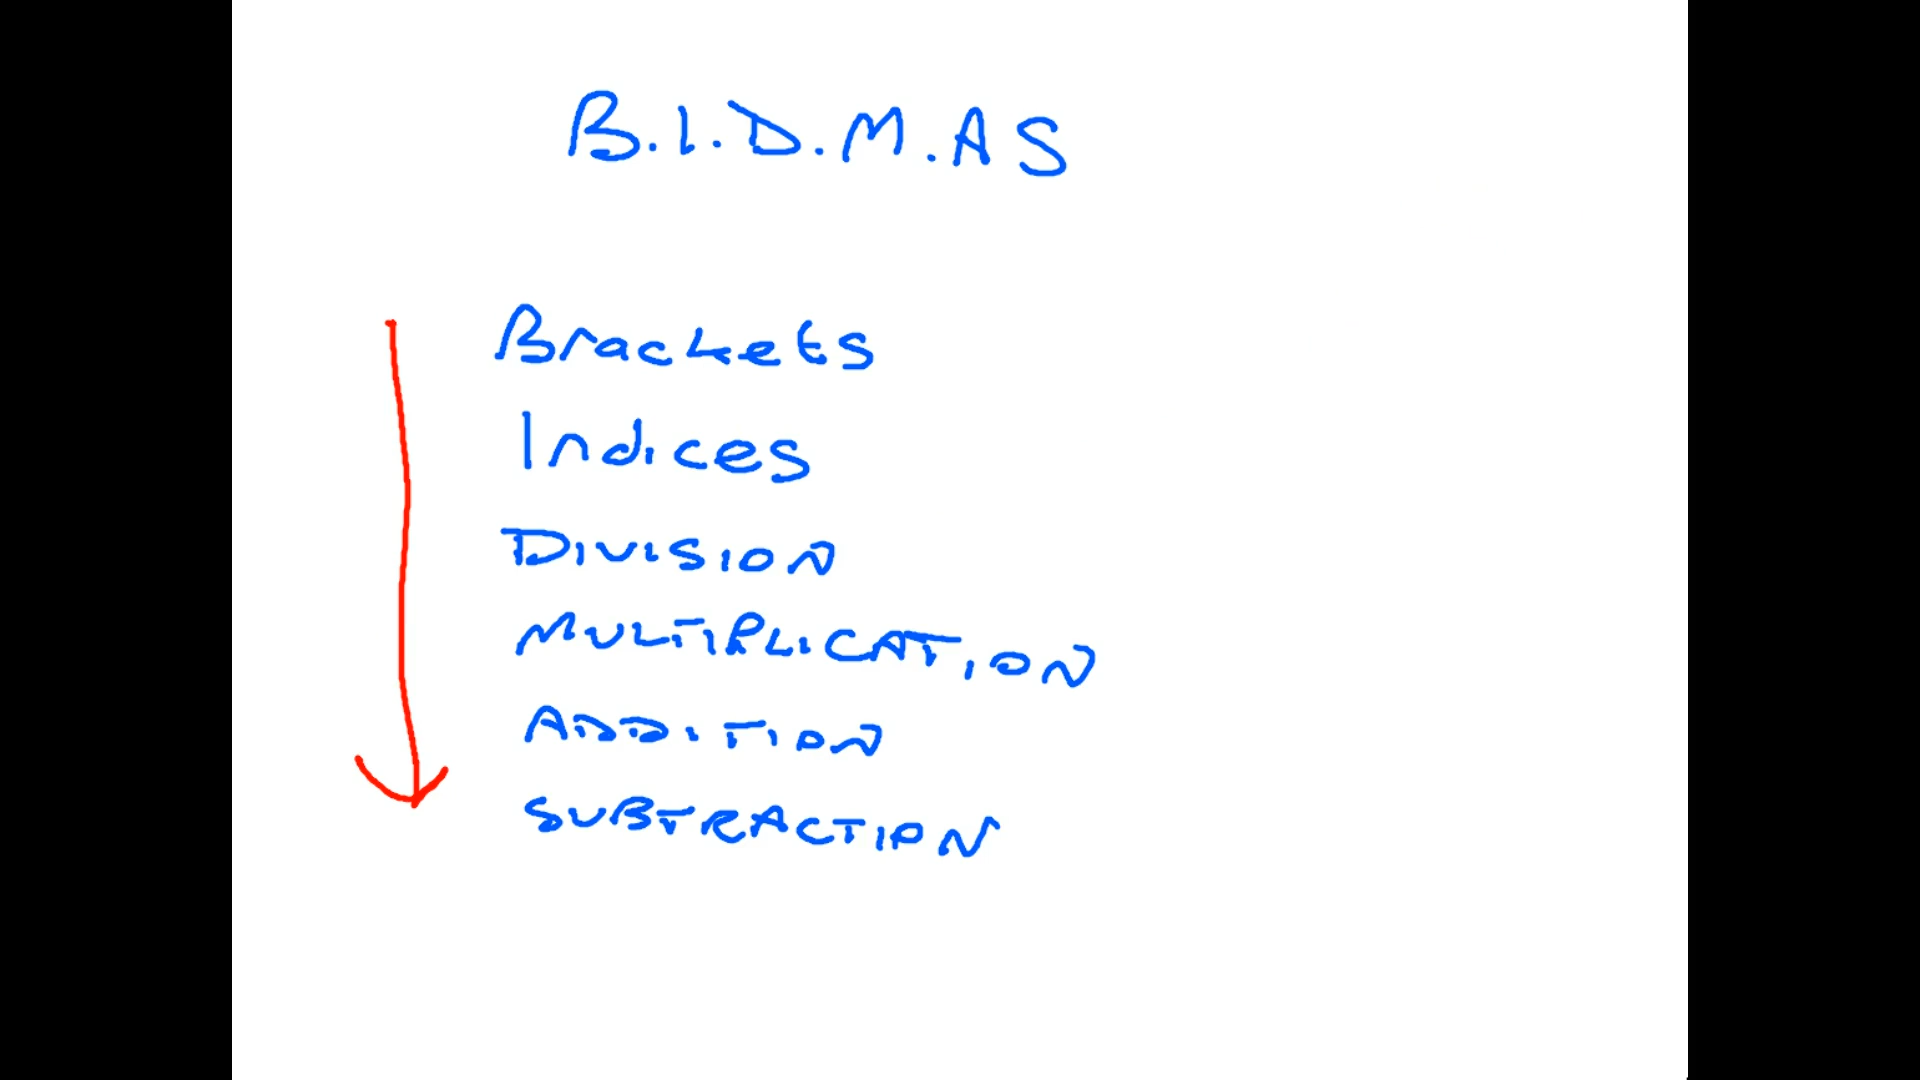 B.I.D.M.AS
Brackets
Indices
DIVISION
MULTIPLICATION
ADDITION
SUBTRACTION